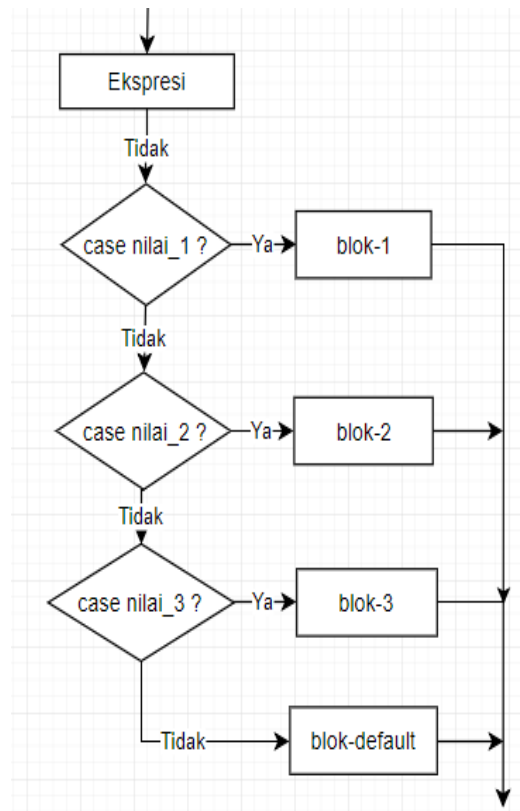 Ekspresi
Tidak
case nilai_1 ?
Ya
blok-1
Tidak
case nilai_2 ?
Ya
blok-2
Tidak
case nilai_3 ?
Ya
blok-3
Tidak
blok-default